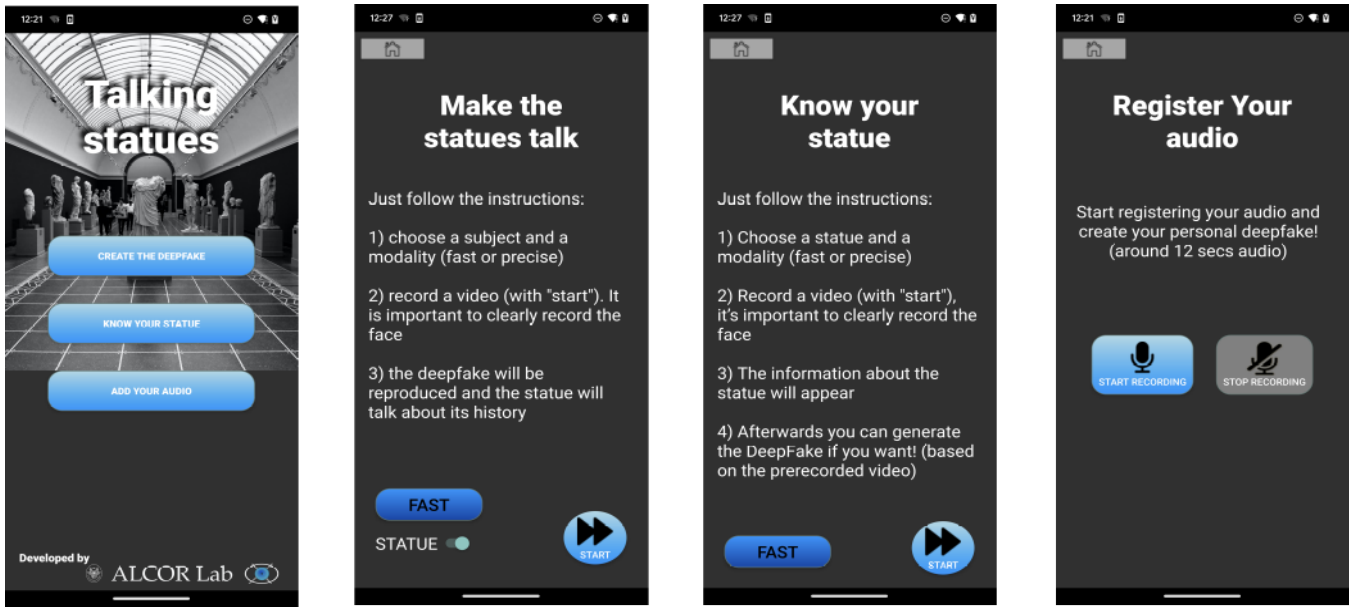 12:21
Talking
statues
CREATE THE DEEPFAKE
KNOW YOUR STATUE
ADD YOUR AUDIO
Developed by
ALCOR Lab
12:27
Make the
statues talk
Just follow the instructions:
1) choose a subject and a
modality (fast or precise)
2) record a video (with "start"). It
is important to clearly record the
face
3) the deepfake will be
reproduced and the statue will
talk about its history
FAST
STATUE
START
12:27
Know your
statue
Just follow the instructions:
1) Choose a statue and a
modality (fast or precise)
2) Record a video (with "start"),
it's important to clearly record the
face
3) The information about the
statue will appear
4) Afterwards you can generate
the DeepFake if you want! (based
on the prerecorded video)
FAST
START
12:21
Register Your
audio
Start registering your audio and
create your personal deepfake!
(around 12 secs audio)
START RECORDING
STOP RECORDING